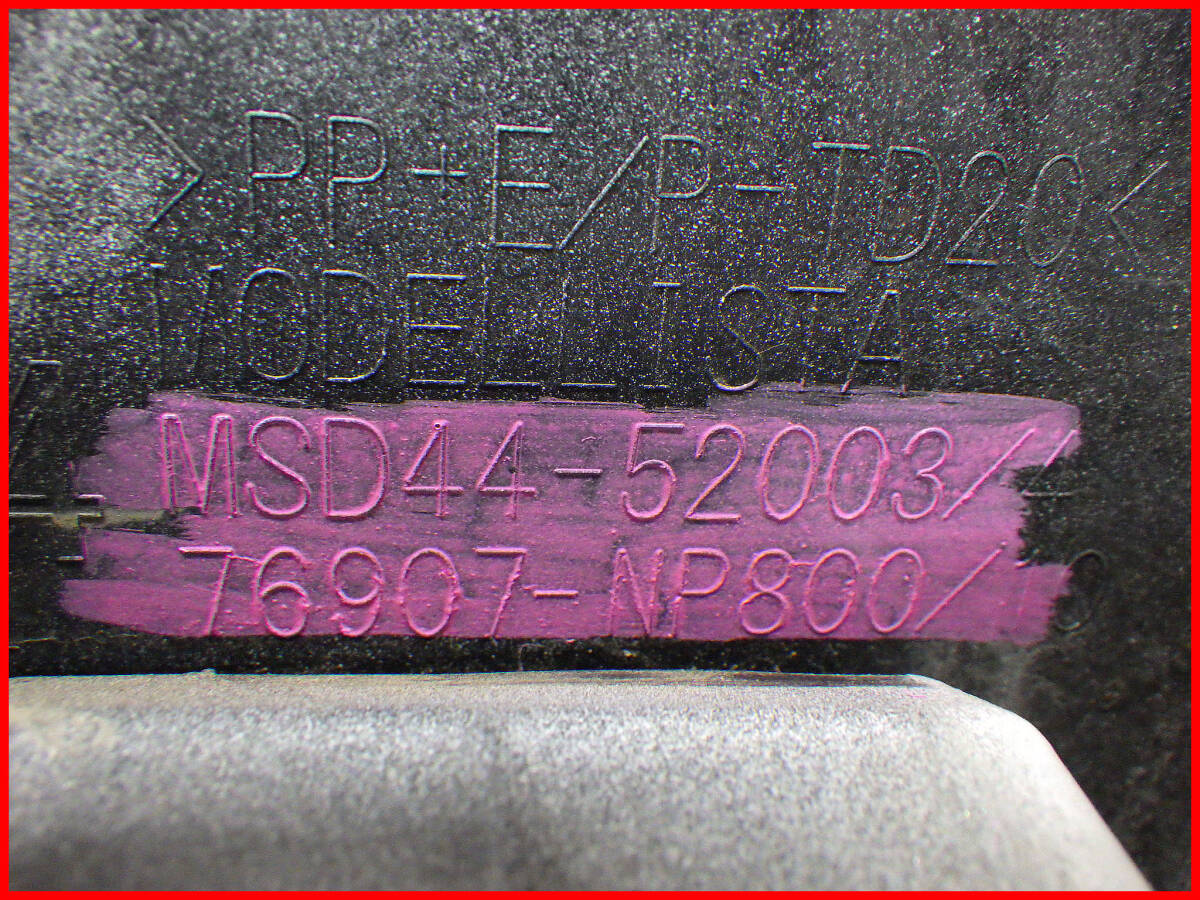 >PP+E/P-TD20<
MODELLISTA
MSD44-52003/
76907-NP800/